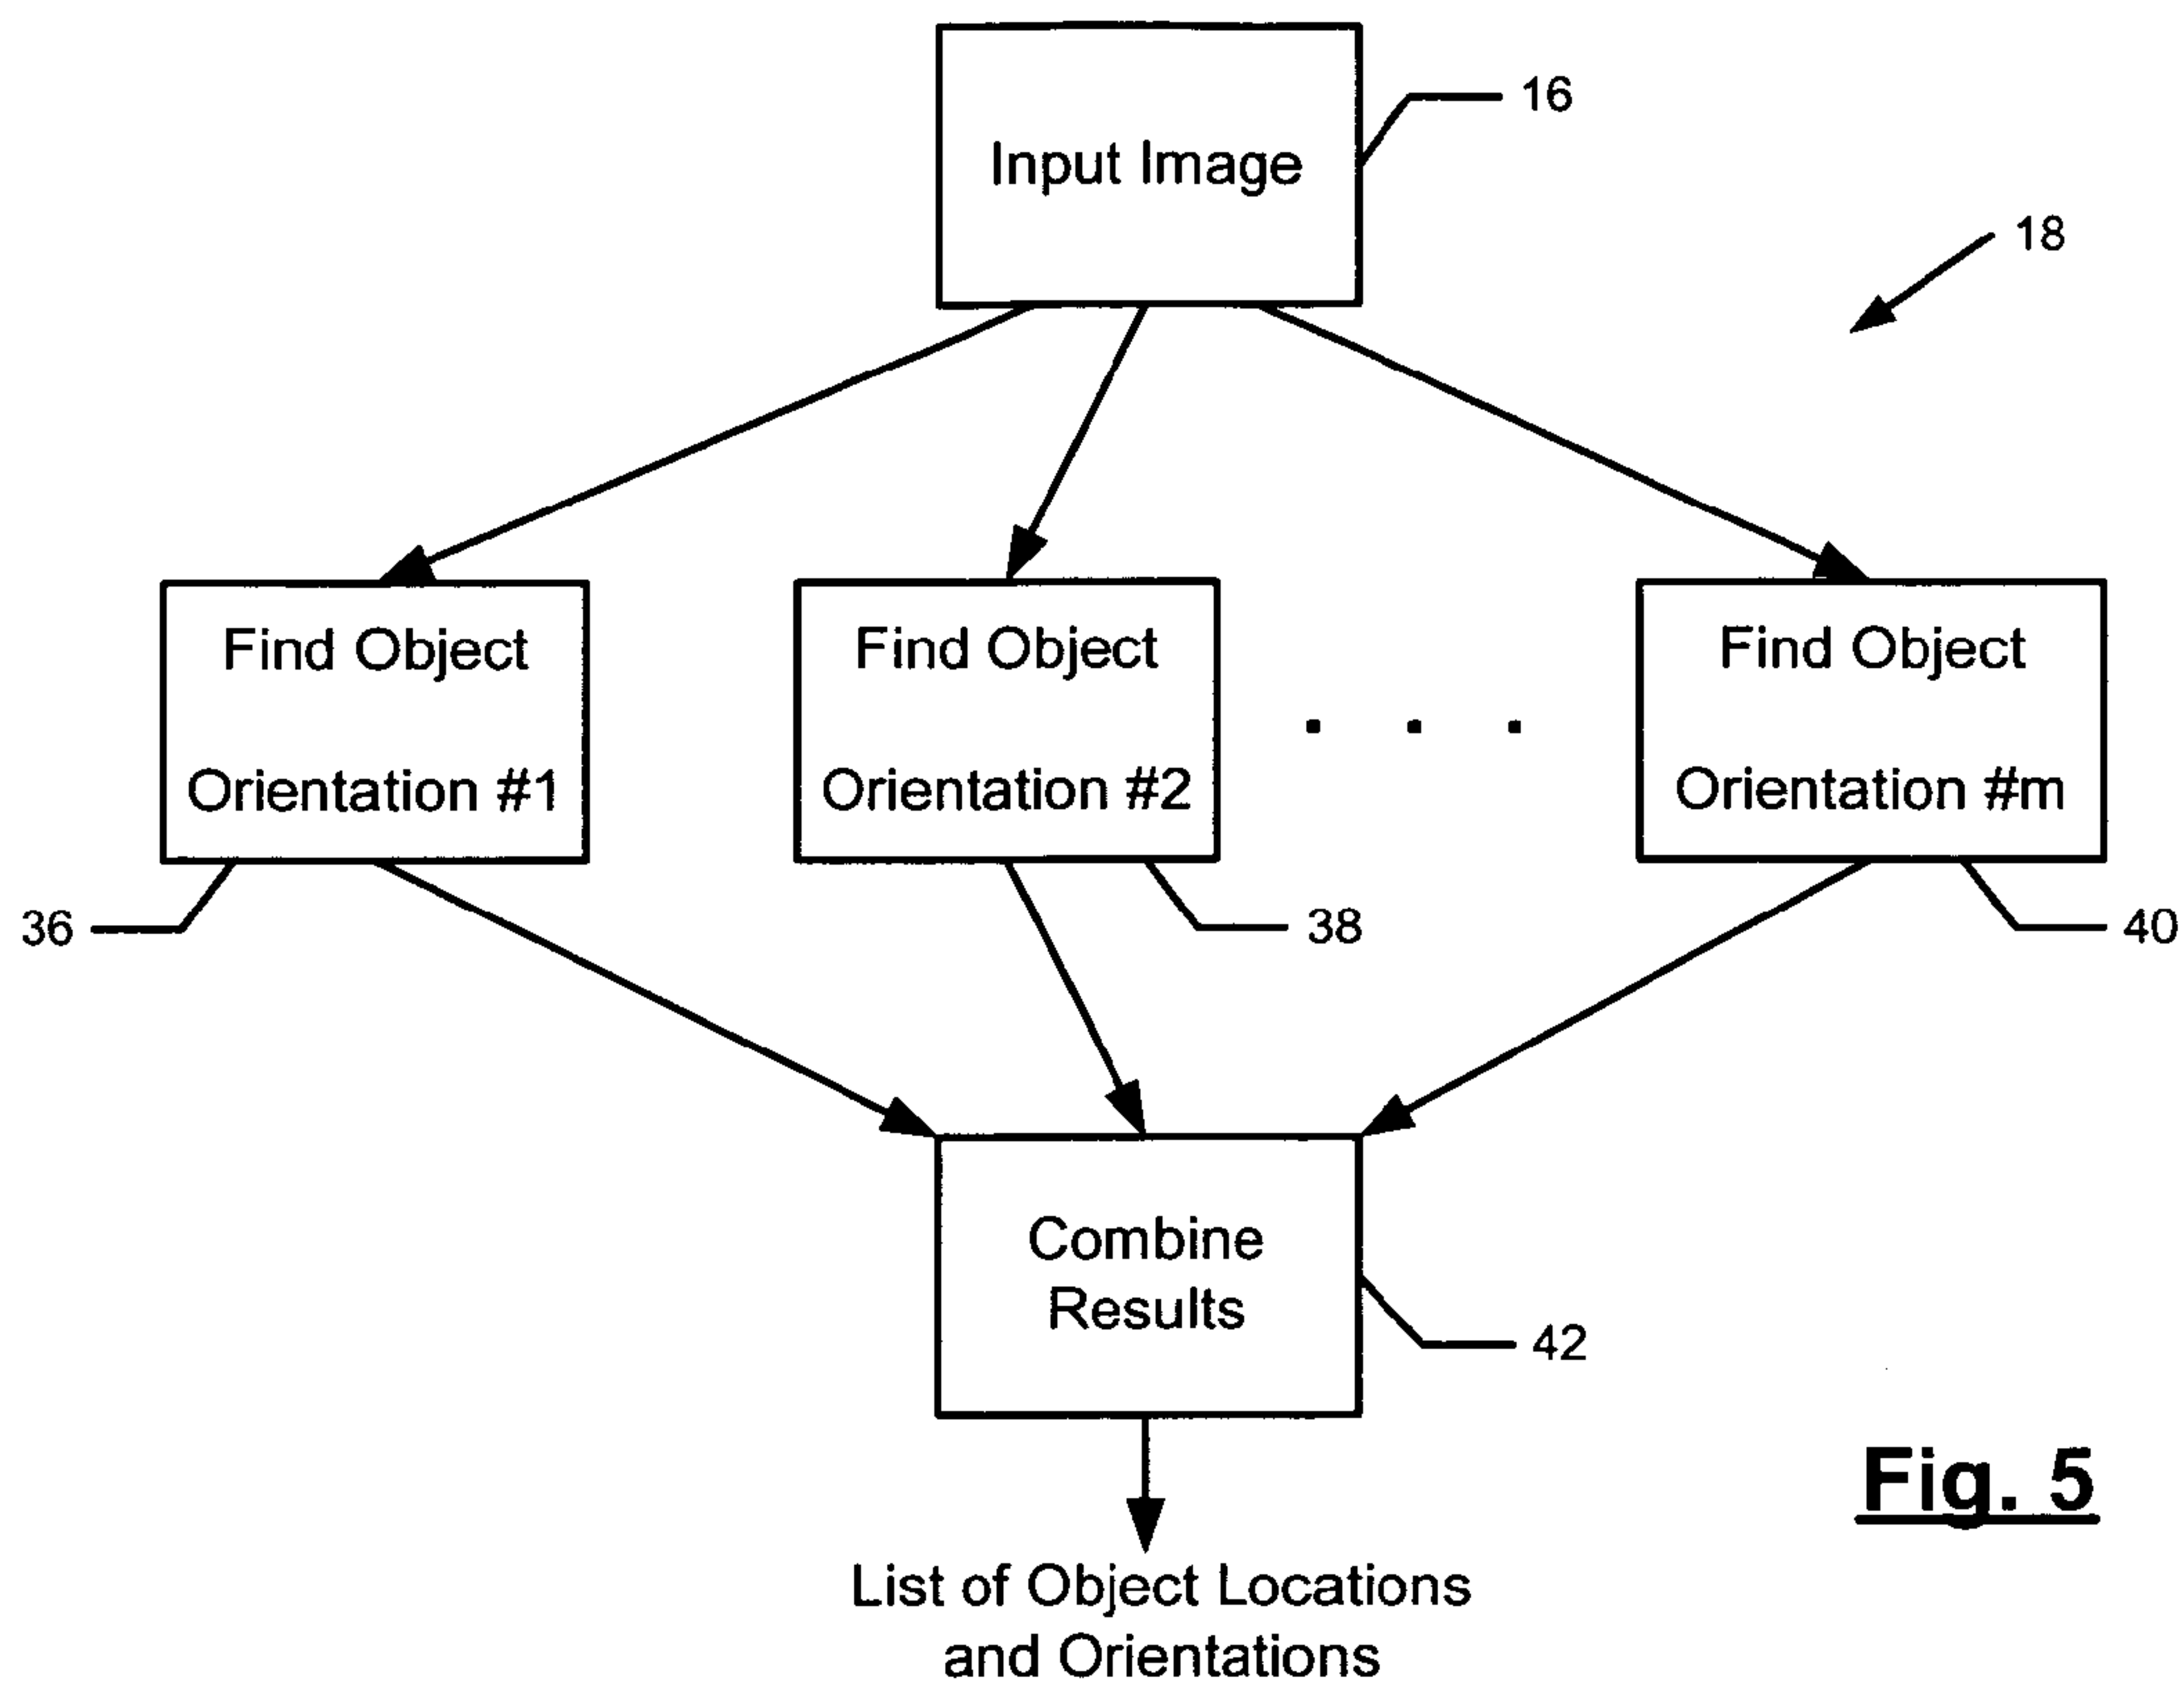 Input Image
16
18
Find Object
Orientation #1
Find Object
Orientation #2
. . .
Find Object
Orientation #m
36
38
40
Combine
Results
42
Fig. 5
List of Object Locations
and Orientations